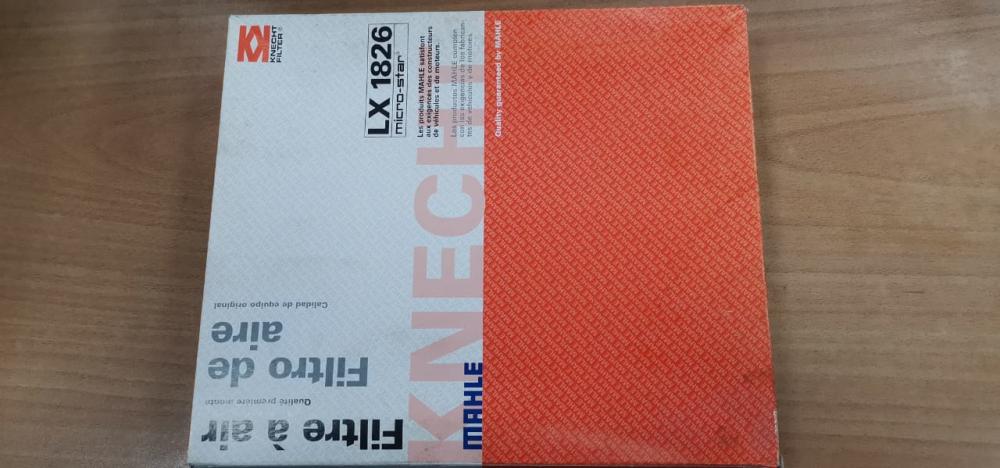 KNECHT
FILTER
LX 1826
micro-star
Les produits MAHLE satisfont
aux exigences des constructeurs
de véhicules et de moteurs.
Los productos MAHLE cumplen
con las exigencias de los fabrican-
tes de vehículos y de motores.
Quality guaranteed by MAHLE
KNECHT
MAHLE
Filtre à air
Qualité première monte
Filtro de
aire
Calidad de equipo original